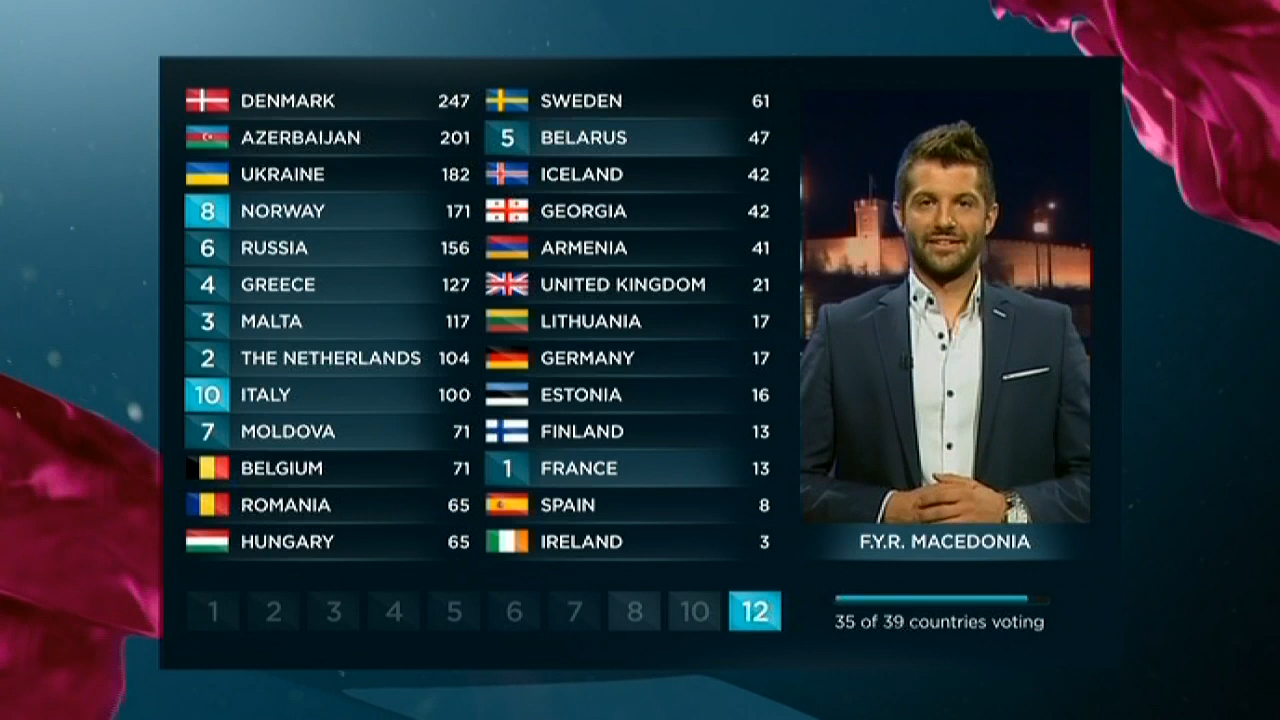 DENMARK 247
AZERBAIJAN 201
UKRAINE 182
8 NORWAY 171
6 RUSSIA 156
4 GREECE 127
3 MALTA 117
2 THE NETHERLANDS 104
10 ITALY 100
7 MOLDOVA 71
BELGIUM 71
ROMANIA 65
HUNGARY 65
SWEDEN 61
5 BELARUS 47
ICELAND 42
GEORGIA 42
ARMENIA 41
UNITED KINGDOM 21
LITHUANIA 17
GERMANY 17
ESTONIA 16
FINLAND 13
1 FRANCE 13
SPAIN 8
IRELAND 3
1 2 3 4 5 6 7 8 10 12
F.Y.R. MACEDONIA
35 of 39 countries voting